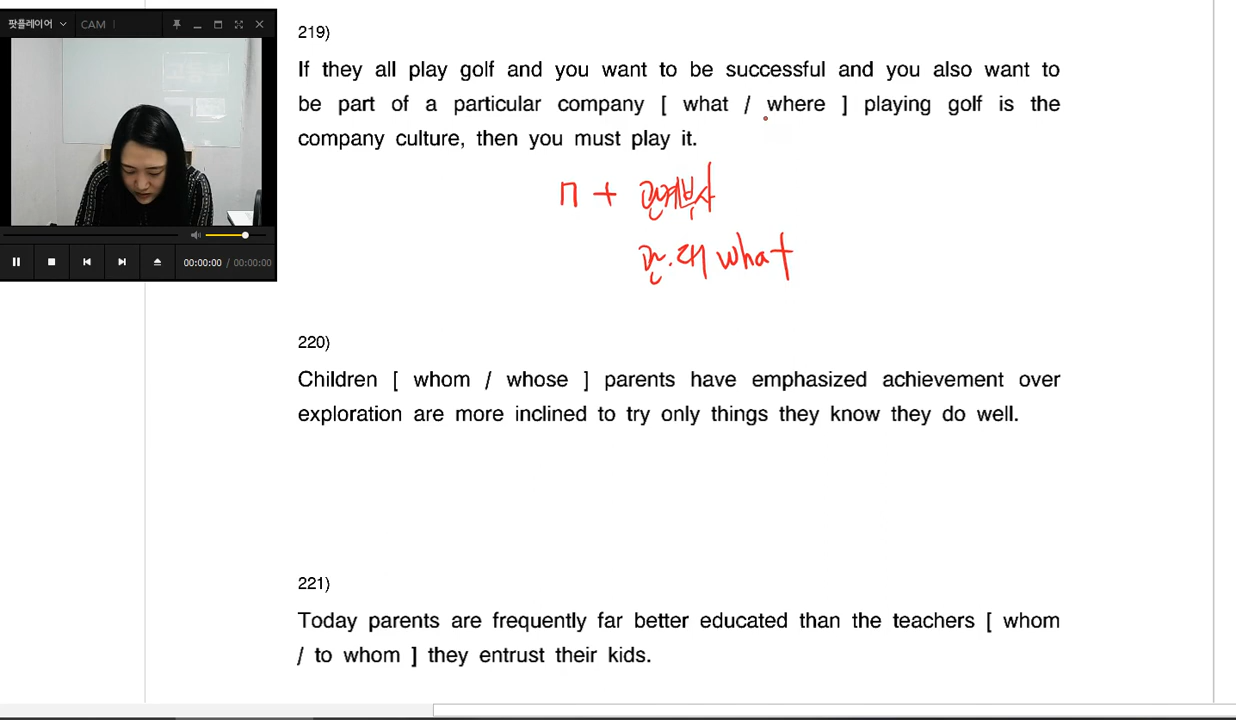 팟플레이어 CAM
00:00:00 / 00:00:00
219)
If they all play golf and you want to be successful and you also want to
be part of a particular company [ what / where ] playing golf is the
company culture, then you must play it.
n + 관계부사
관.대 what
220)
Children [ whom / whose ] parents have emphasized achievement over
exploration are more inclined to try only things they know they do well.
221)
Today parents are frequently far better educated than the teachers [ whom
/ to whom ] they entrust their kids.